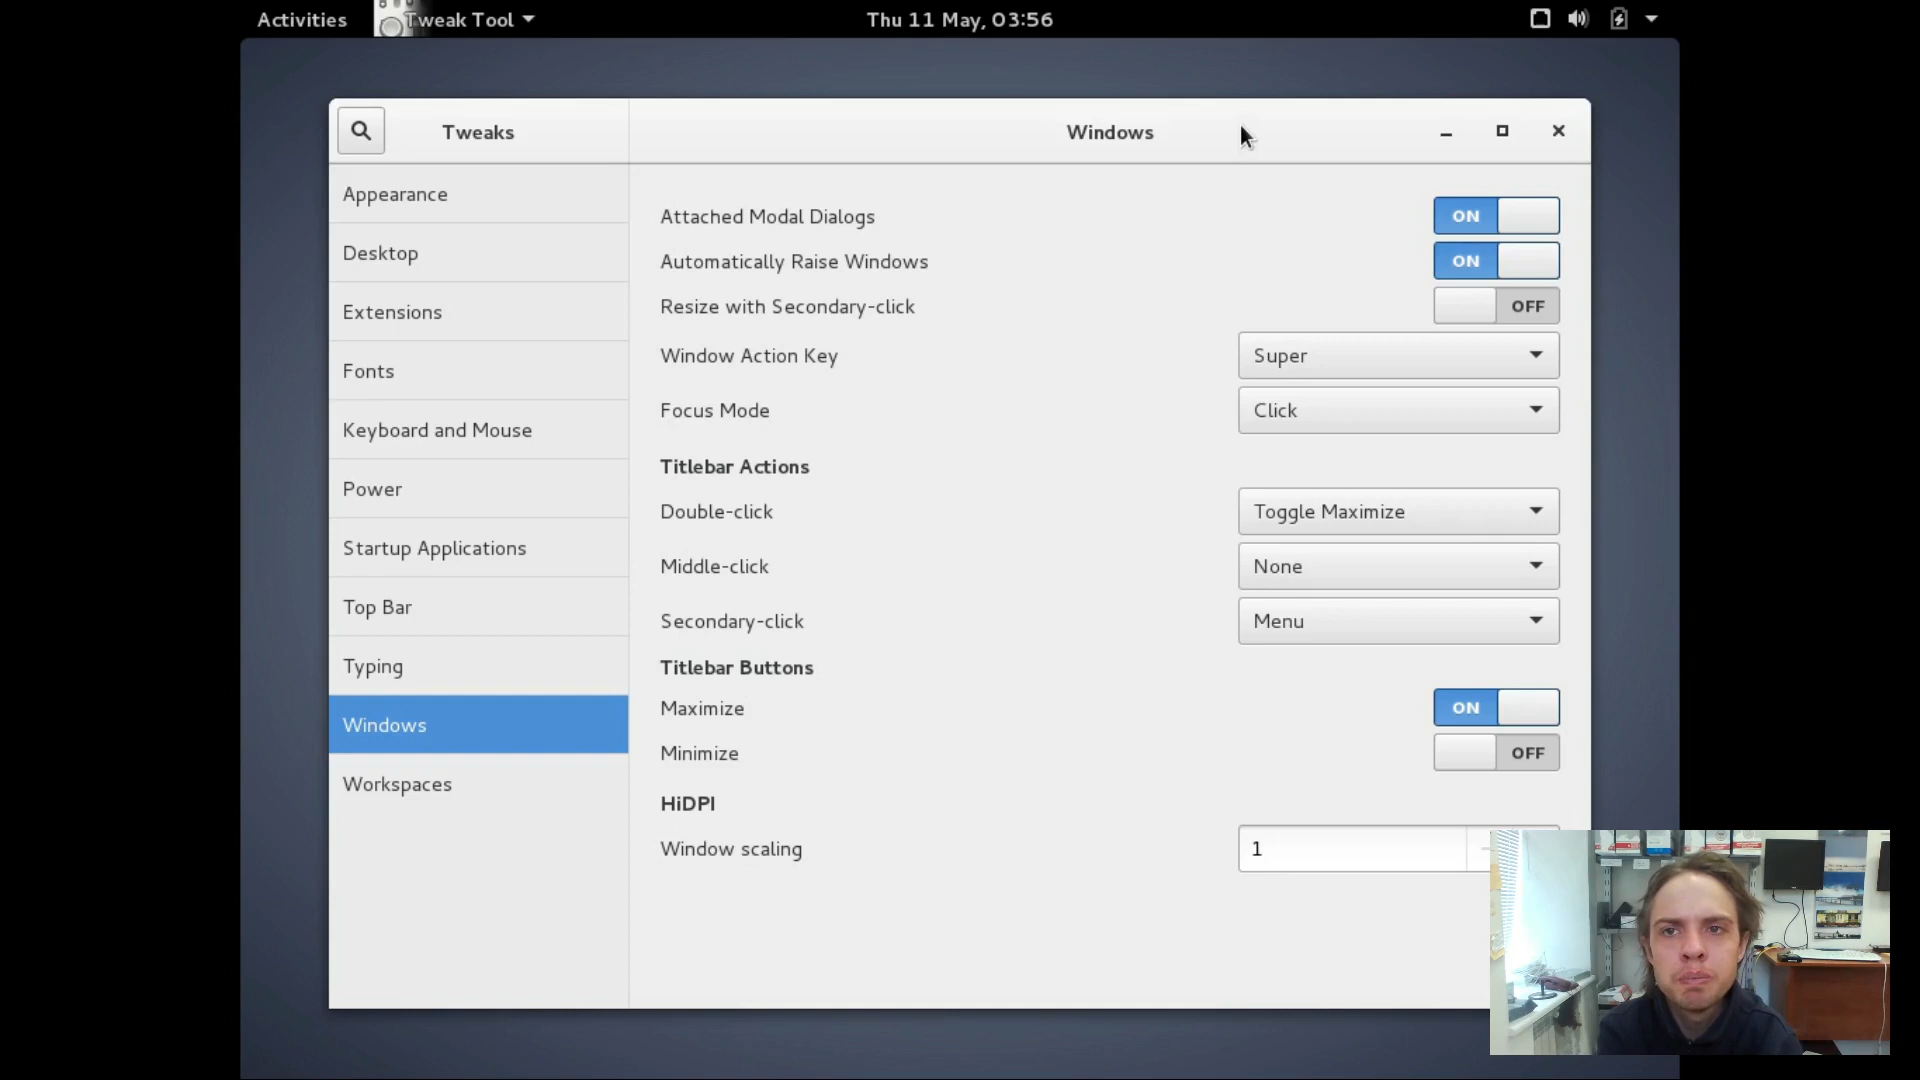 Activities
Tweak Tool
Thu 11 May, 03:56
Tweaks
Windows
Appearance
Desktop
Extensions
Fonts
Keyboard and Mouse
Power
Startup Applications
Top Bar
Typing
Windows
Workspaces
Attached Modal Dialogs ON
Automatically Raise Windows ON
Resize with Secondary-click OFF
Window Action Key Super
Focus Mode Click
Titlebar Actions
Double-click Toggle Maximize
Middle-click None
Secondary-click Menu
Titlebar Buttons
Maximize ON
Minimize OFF
HiDPI
Window scaling 1